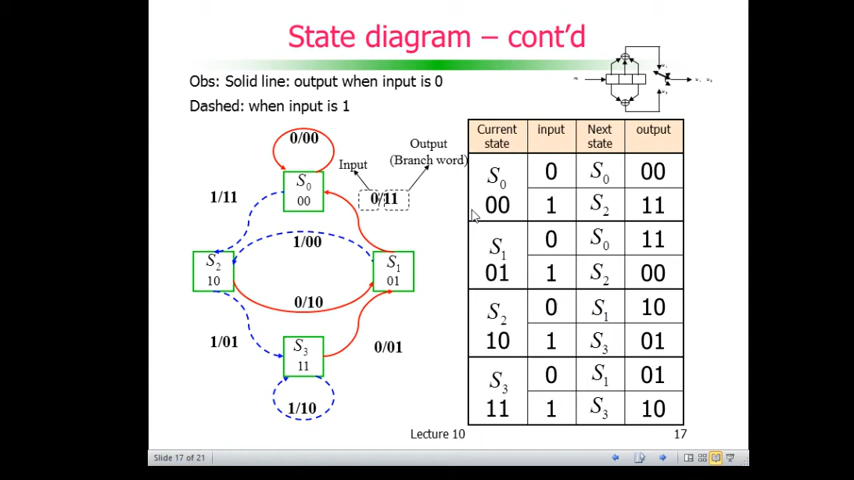 State diagram – cont'd
Obs: Solid line: output when input is 0
Dashed: when input is 1
0/00
Input
Output
(Branch word)
S0
00
0/11
1/11
1/00
S2
10
S1
01
0/10
1/01
S3
11
0/01
1/10
Current state input Next state output
S0 00 0 S0 00
1 S2 11
S1 01 0 S0 11
1 S2 00
S2 10 0 S1 10
1 S3 01
S3 11 0 S1 01
1 S3 10
Lecture 10
17
Slide 17 of 21